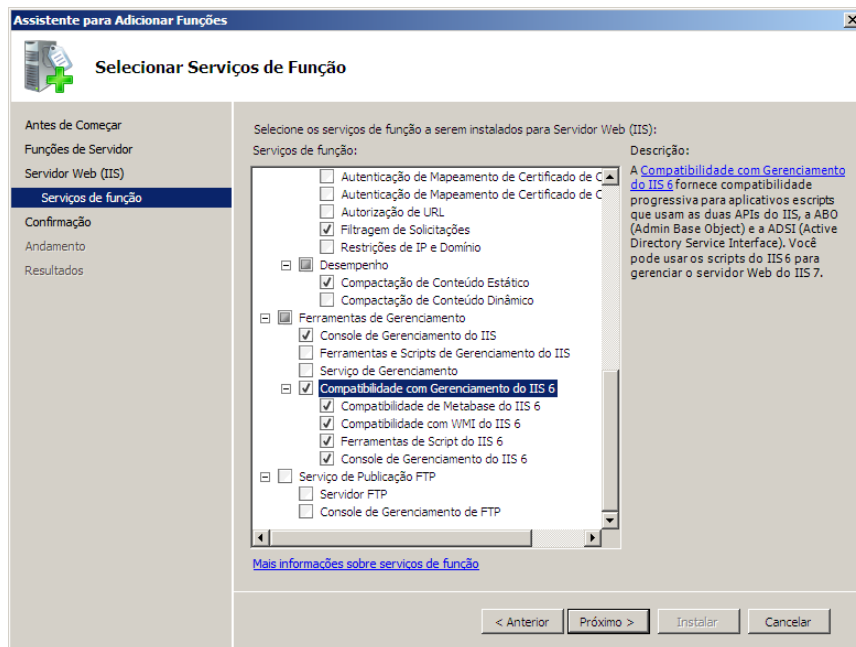 Assistente para Adicionar Funções
Selecionar Serviços de Função
Antes de Começar
Funções de Servidor
Servidor Web (IIS)
Serviços de função
Confirmação
Andamento
Resultados
Selecione os serviços de função a serem instalados para Servidor Web (IIS):
Serviços de função:
Autenticação de Mapeamento de Certificado de C
Autenticação de Mapeamento de Certificado de C
Autorização de URL
Filtragem de Solicitações
Restrições de IP e Domínio
Desempenho
Compactação de Conteúdo Estático
Compactação de Conteúdo Dinâmico
Ferramentas de Gerenciamento
Console de Gerenciamento do IIS
Ferramentas e Scripts de Gerenciamento do IIS
Serviço de Gerenciamento
Compatibilidade com Gerenciamento do IIS 6
Compatibilidade de Metabase do IIS 6
Compatibilidade com WMI do IIS 6
Ferramentas de Script do IIS 6
Console de Gerenciamento do IIS 6
Serviço de Publicação FTP
Servidor FTP
Console de Gerenciamento de FTP
Mais informações sobre serviços de função
Descrição:
A Compatibilidade com Gerenciamento
do IIS 6 fornece compatibilidade
progressiva para aplicativos e scripts
que usam as duas APIs do IIS, a ABO
(Admin Base Object) e a ADSI (Active
Directory Service Interface). Você
pode usar os scripts do IIS 6 para
gerenciar o servidor Web do IIS 7.
< Anterior
Próximo >
Instalar
Cancelar